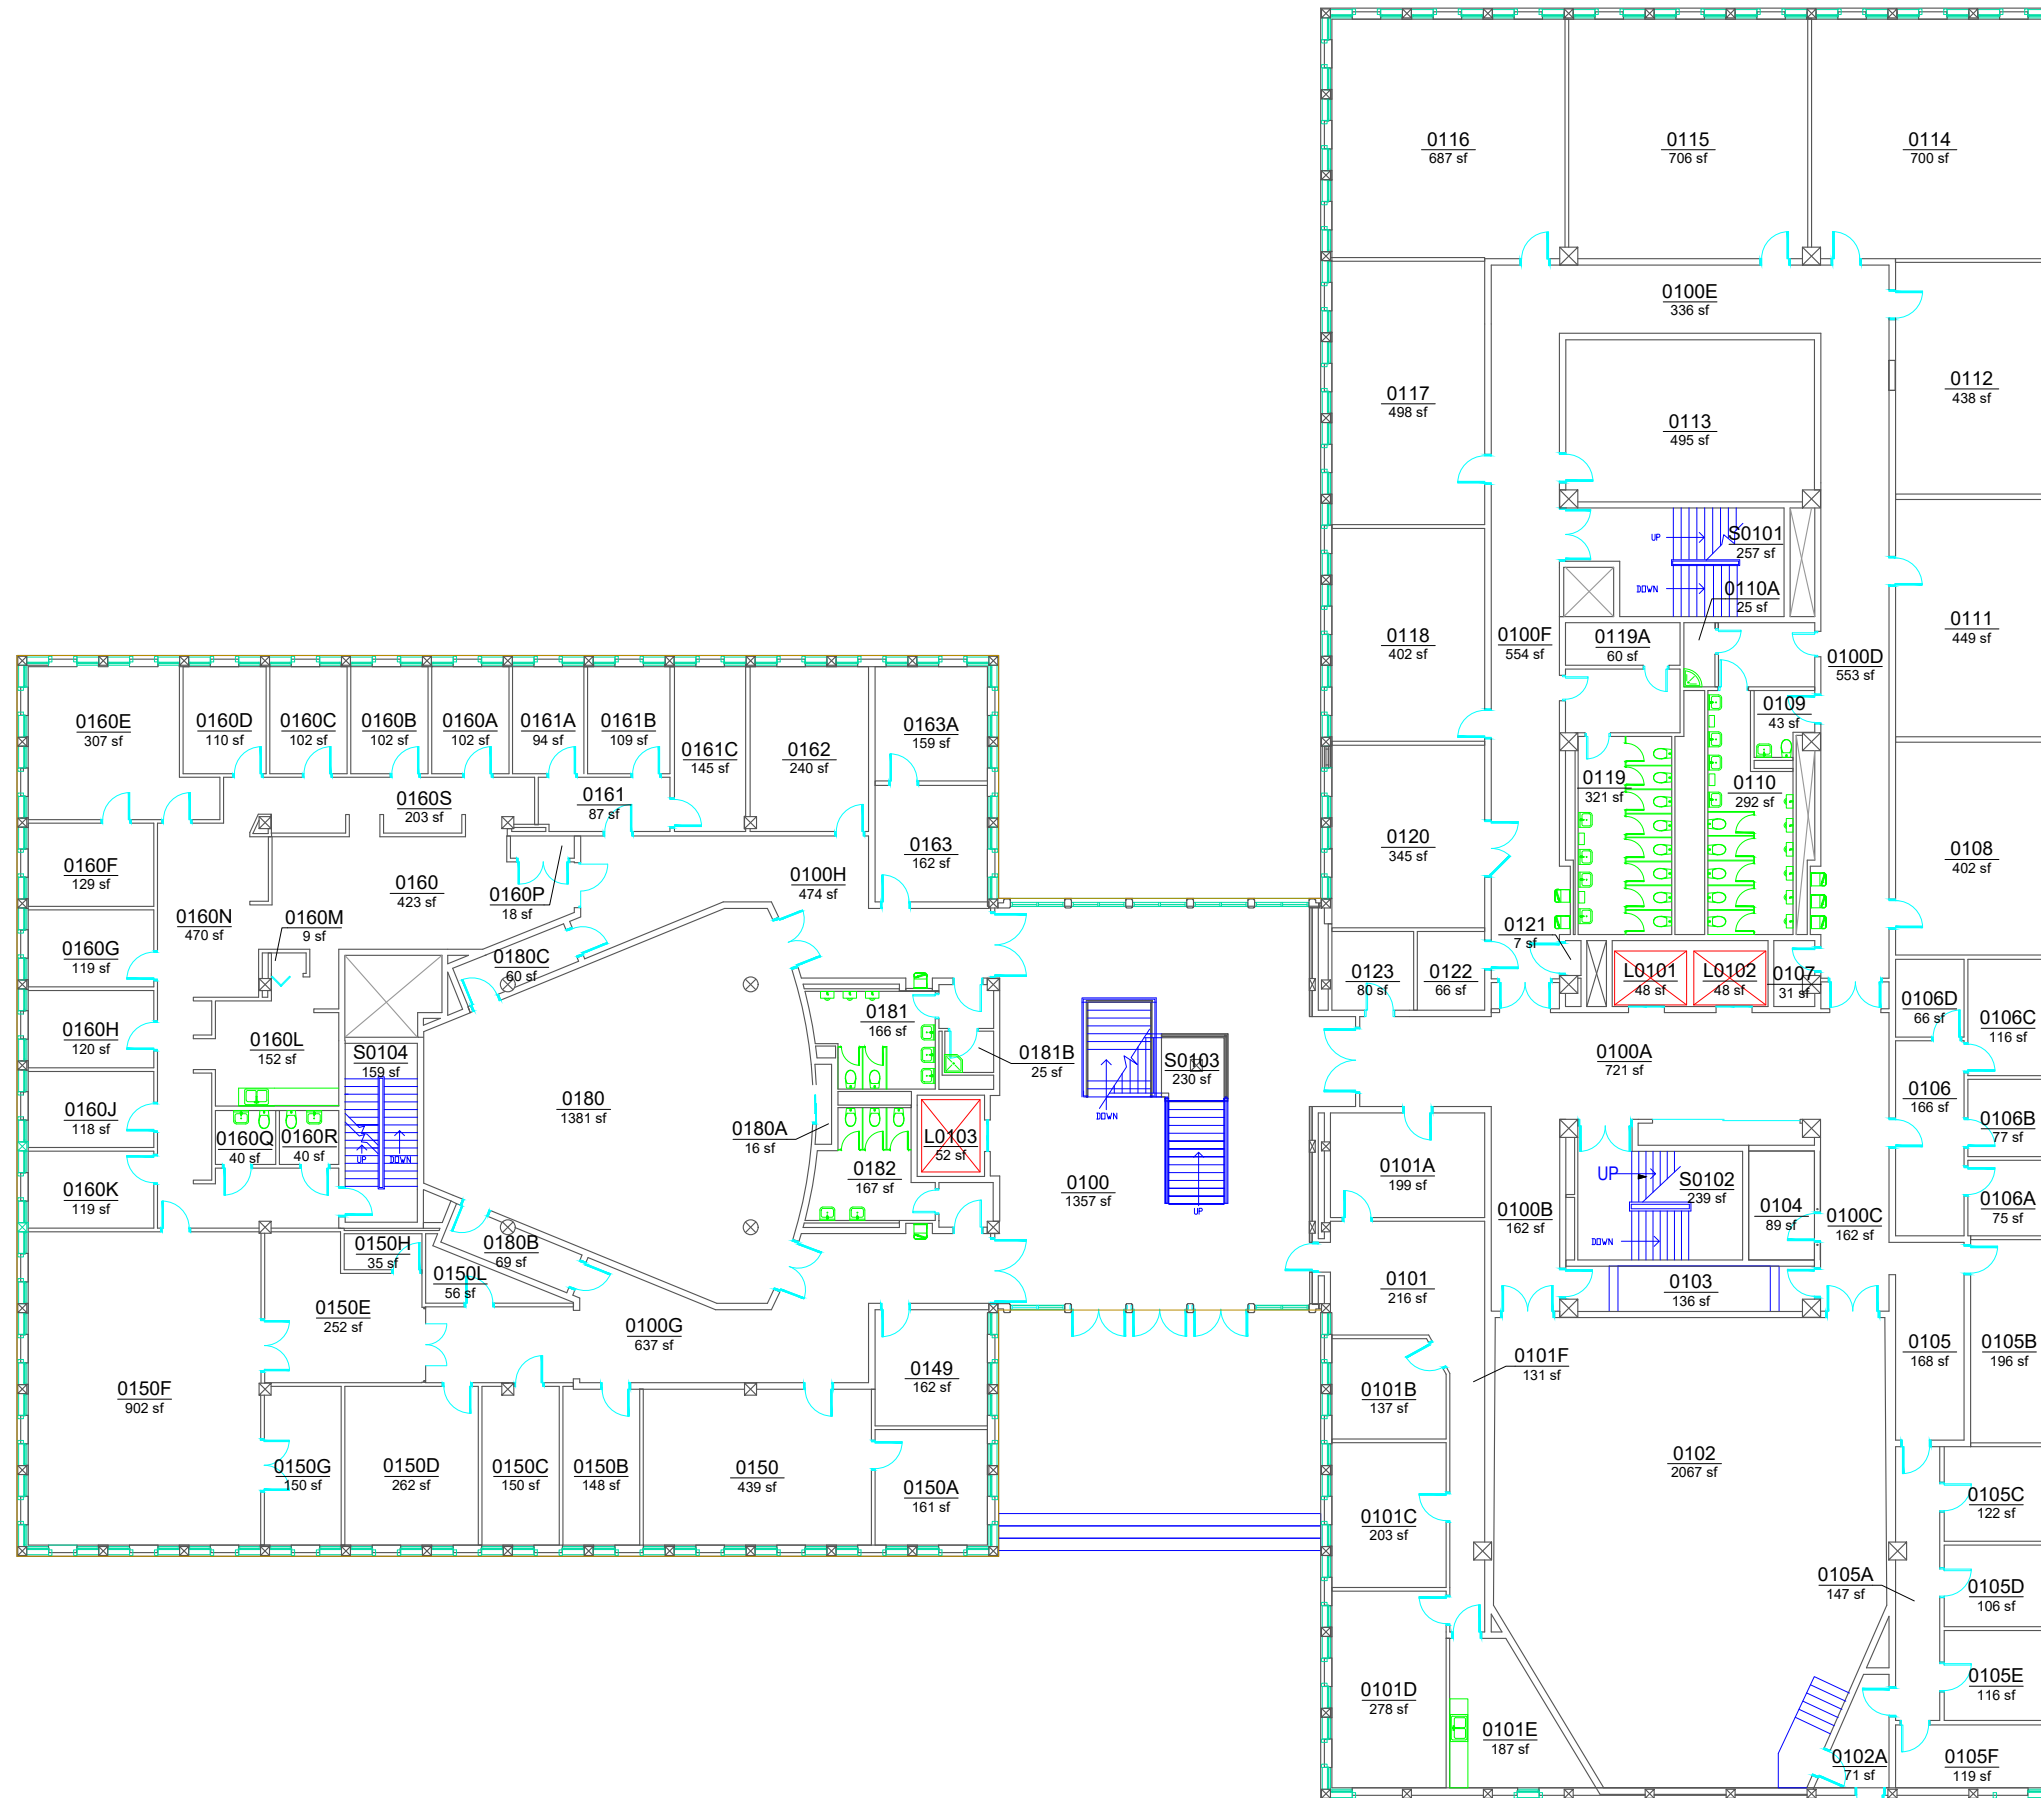 0116
687 sf
0115
706 sf
0114
700 sf
0100E
336 sf
0117
498 sf
0113
495 sf
0112
438 sf
UP
S0101
257 sf
DOWN
0110A
25 sf
0118
402 sf
0100F
554 sf
0119A
60 sf
0111
449 sf
0100D
553 sf
0109
43 sf
0119
321 sf
0110
292 sf
0120
345 sf
0108
402 sf
0121
7 sf
0123
80 sf
0122
66 sf
L0101
48 sf
L0102
48 sf
0107
31 sf
0106D
66 sf
0106C
116 sf
0100A
721 sf
0106
166 sf
0106B
77 sf
0106A
75 sf
0160E
307 sf
0160D
110 sf
0160C
102 sf
0160B
102 sf
0160A
102 sf
0161A
94 sf
0161B
109 sf
0161C
145 sf
0162
240 sf
0163A
159 sf
0160S
203 sf
0161
87 sf
0163
162 sf
0160F
129 sf
0160
423 sf
0160P
18 sf
0100H
474 sf
0160N
470 sf
0160M
9 sf
0160G
119 sf
0180C
60 sf
0160H
120 sf
0160L
152 sf
S0104
159 sf
0181
166 sf
0181B
25 sf
S0103
230 sf
DOWN
0160J
118 sf
0180
1381 sf
0180A
16 sf
L0103
52 sf
0160Q
40 sf
0160R
40 sf
UP
DOWN
0160K
119 sf
0182
167 sf
0100
1357 sf
UP
0101A
199 sf
0100B
162 sf
UP
S0102
239 sf
DOWN
0104
89 sf
0100C
162 sf
0150H
35 sf
0180B
69 sf
0150L
56 sf
0150E
252 sf
0100G
637 sf
0101
216 sf
0103
136 sf
0149
162 sf
0105
168 sf
0105B
196 sf
0150F
902 sf
0101F
131 sf
0101B
137 sf
0150G
150 sf
0150D
262 sf
0150C
150 sf
0150B
148 sf
0150
439 sf
0150A
161 sf
0102
2067 sf
0105C
122 sf
0101C
203 sf
0105A
147 sf
0105D
106 sf
0101D
278 sf
0105E
116 sf
0101E
187 sf
0102A
71 sf
0105F
119 sf